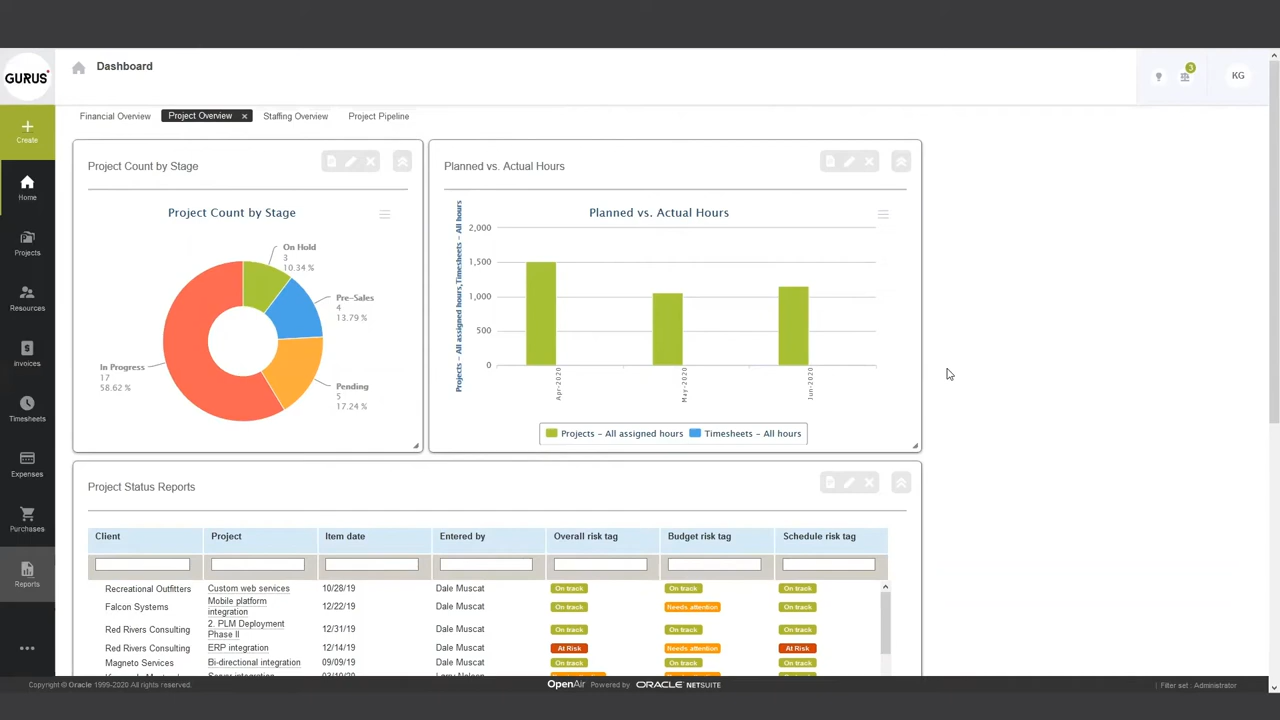 GURUS
Dashboard
3
KG
Create
Home
Projects
Resources
Invoices
Timesheets
Expenses
Purchases
Reports
Financial Overview Project Overview x Staffing Overview Project Pipeline
Project Count by Stage
Project Count by Stage
On Hold
3
10.34 %
Pre-Sales
4
13.79 %
In Progress
17
58.62 %
Pending
5
17.24 %
Planned vs. Actual Hours
Planned vs. Actual Hours
Projects - All assigned hours,Timesheets - All hours
2,000
1,500
1,000
500
0
Apr-2020
May-2020
Jun-2020
Projects - All assigned hours Timesheets - All hours
Project Status Reports
Client Project Item date Entered by Overall risk tag Budget risk tag Schedule risk tag
Recreational Outfitters Custom web services 10/28/19 Dale Muscat On track On track On track
Falcon Systems Mobile platform integration 12/22/19 Dale Muscat On track Needs attention On track
Red Rivers Consulting 2. PLM Deployment Phase II 12/31/19 Dale Muscat On track On track On track
Red Rivers Consulting ERP integration 12/14/19 Dale Muscat At Risk Needs attention At Risk
Magneto Services Bi-directional integration 09/09/19 Dale Muscat On track On track On track
Copyright © Oracle 1999-2020 All rights reserved. OpenAir Powered by ORACLE NETSUITE Filter set : Administrator